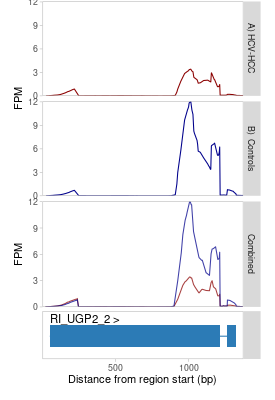 12
9
6
3
0
FPM
A) HCV-HCC
12
9
6
3
0
FPM
B) Controls
12
9
6
3
0
FPM
Combined
RI_UGP2_2 >
500
1000
Distance from region start (bp)